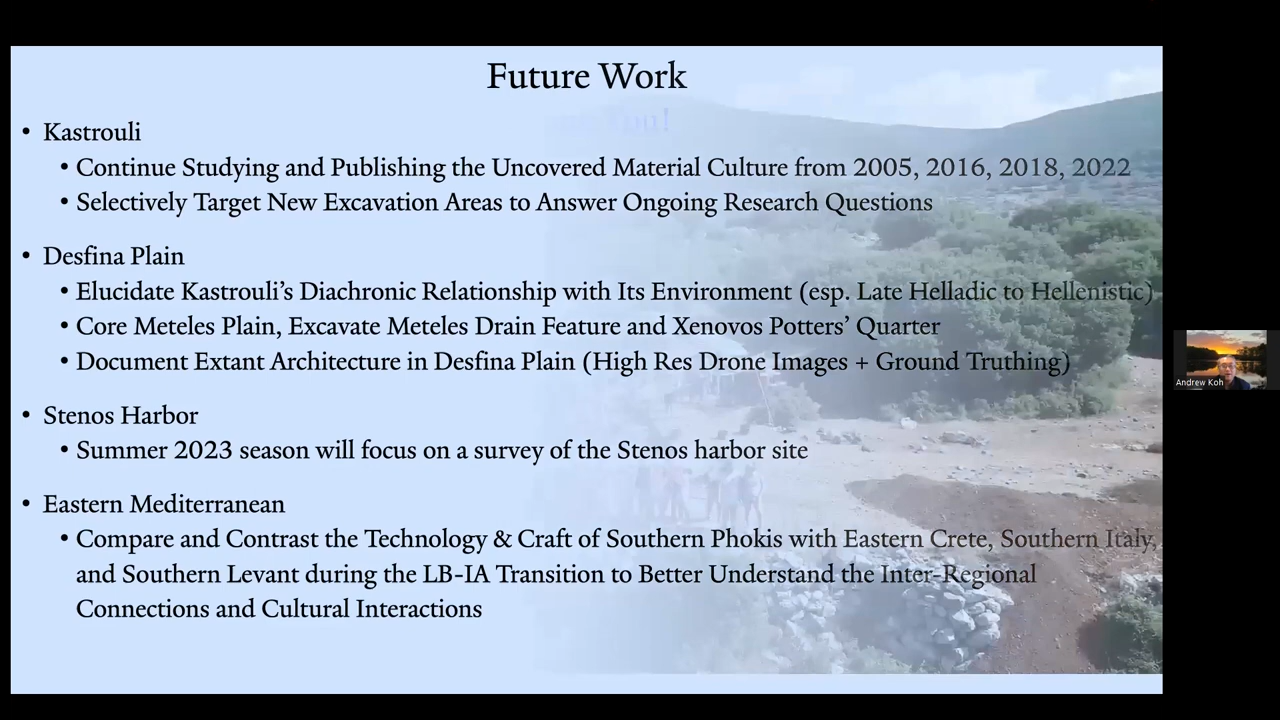 Future Work
you!
• Kastrouli
• Continue Studying and Publishing the Uncovered Material Culture from 2005, 2016, 2018, 2022
• Selectively Target New Excavation Areas to Answer Ongoing Research Questions
• Desfina Plain
• Elucidate Kastrouli’s Diachronic Relationship with Its Environment (esp. Late Helladic to Hellenistic)
• Core Meteles Plain, Excavate Meteles Drain Feature and Xenovos Potters’ Quarter
• Document Extant Architecture in Desfina Plain (High Res Drone Images + Ground Truthing)
• Stenos Harbor
• Summer 2023 season will focus on a survey of the Stenos harbor site
• Eastern Mediterranean
• Compare and Contrast the Technology & Craft of Southern Phokis with Eastern Crete, Southern Italy,
and Southern Levant during the LB-IA Transition to Better Understand the Inter-Regional
Connections and Cultural Interactions
Andrew Koh